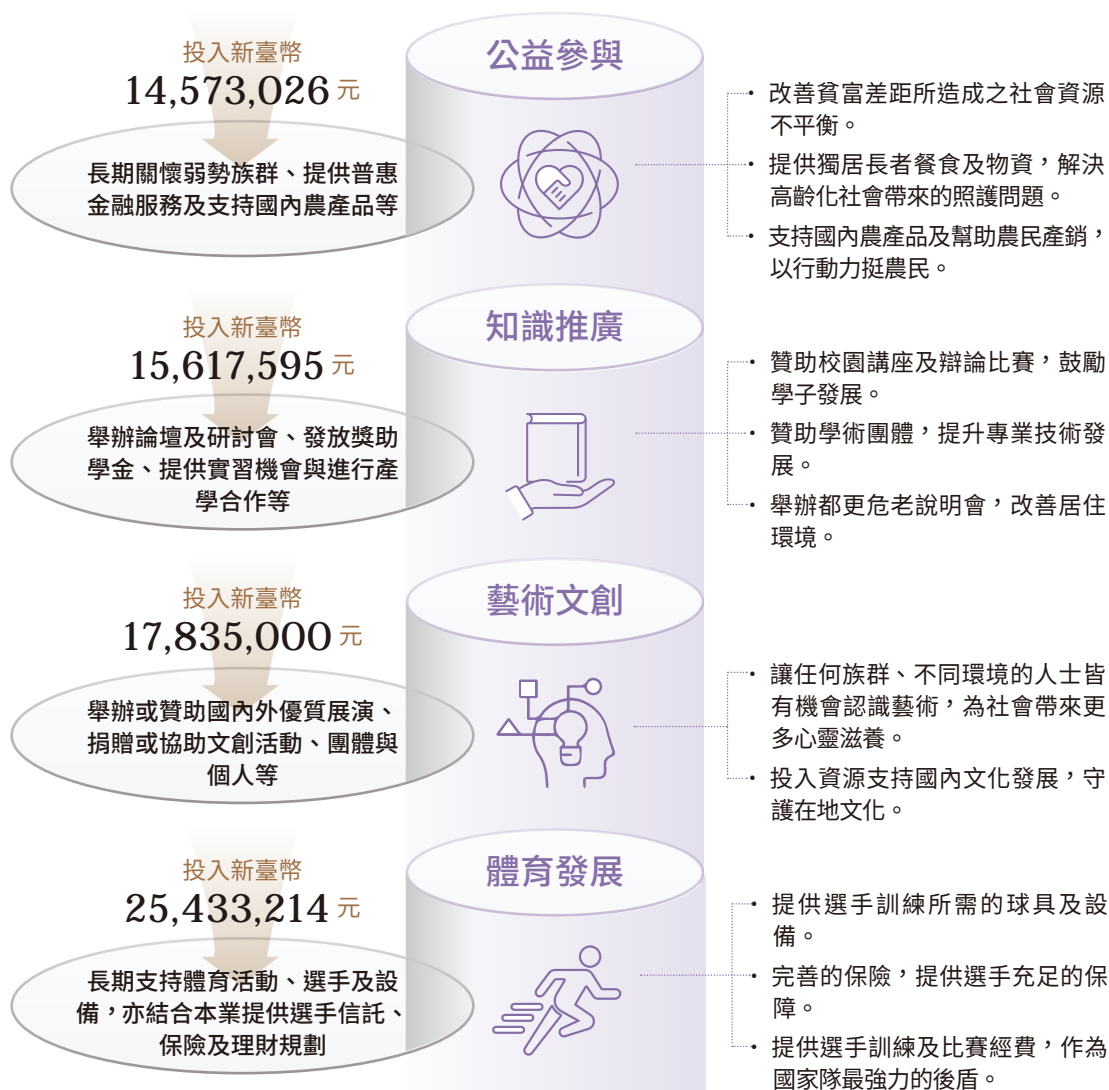 公益參與
投入新臺幣
14,573,026 元
長期關懷弱勢族群、提供普惠
金融服務及支持國內農產品等
・ 改善貧富差距所造成之社會資源
不平衡。
・ 提供獨居長者餐食及物資，解決
高齡化社會帶來的照護問題。
・ 支持國內農產品及幫助農民產銷，
以行動力挺農民。
知識推廣
投入新臺幣
15,617,595 元
舉辦論壇及研討會、發放獎助
學金、提供實習機會與進行產
學合作等
・ 贊助校園講座及辯論比賽，鼓勵
學子發展。
・ 贊助學術團體，提升專業技術發
展。
・ 舉辦都更危老說明會，改善居住
環境。
藝術文創
投入新臺幣
17,835,000 元
舉辦或贊助國內外優質展演、
捐贈或協助文創活動、團體與
個人等
・ 讓任何族群、不同環境的人士皆
有機會認識藝術，為社會帶來更
多心靈滋養。
・ 投入資源支持國內文化發展，守
護在地文化。
體育發展
投入新臺幣
25,433,214 元
長期支持體育活動、選手及設
備，亦結合本業提供選手信託、
保險及理財規劃
・ 提供選手訓練所需的球具及設
備。
・ 完善的保險，提供選手充足的保
障。
・ 提供選手訓練及比賽經費，作為
國家隊最強力的後盾。